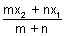 mx₂ + nx₁
m + n